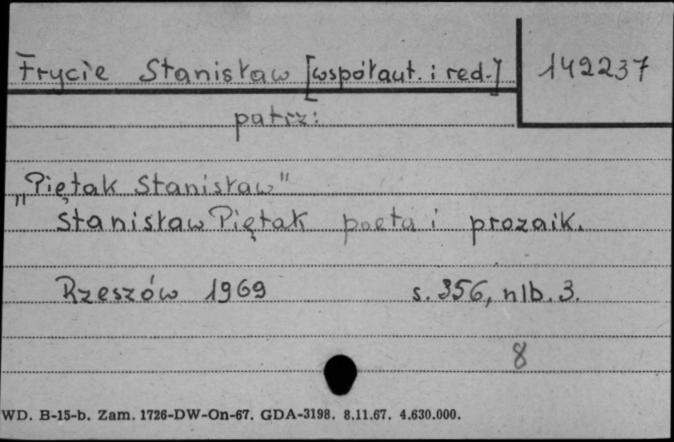 Frycie Stanisław [współaut. i red.] 142237
patrz:
„Piętak Stanisław"
Stanisław Piętak poeta i prozaik.
Rzeszów 1969 s. 356, nlb. 3.
8
WD. B-15-b. Zam. 1726-DW-On-67. GDA-3198. 8.11.67. 4.630.000.